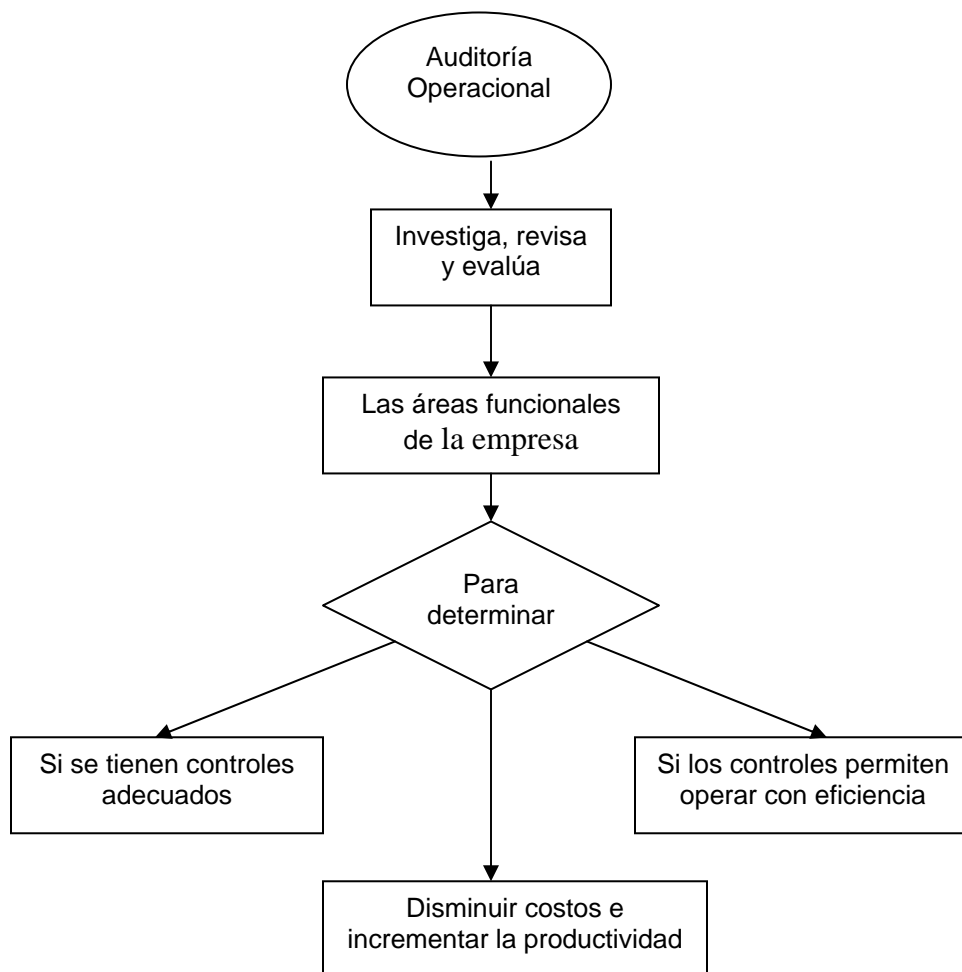 Auditoría
Operacional
Investiga, revisa
y evalúa
Las áreas funcionales
de la empresa
Para
determinar
Si se tienen controles
adecuados
Si los controles permiten
operar con eficiencia
Disminuir costos e
incrementar la productividad